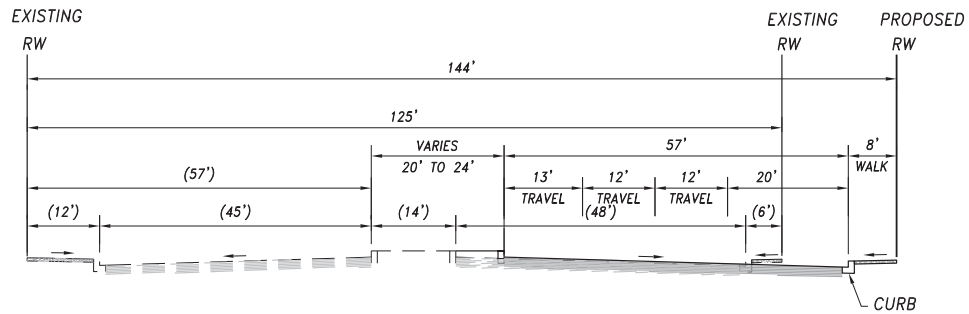 EXISTING EXISTING PROPOSED
RW RW RW
144'
125'
VARIES 57' 8'
20' TO 24' WALK
(57') 13' 12' 12' 20'
TRAVEL TRAVEL TRAVEL
(12') (45') (14') (48') (6')
CURB